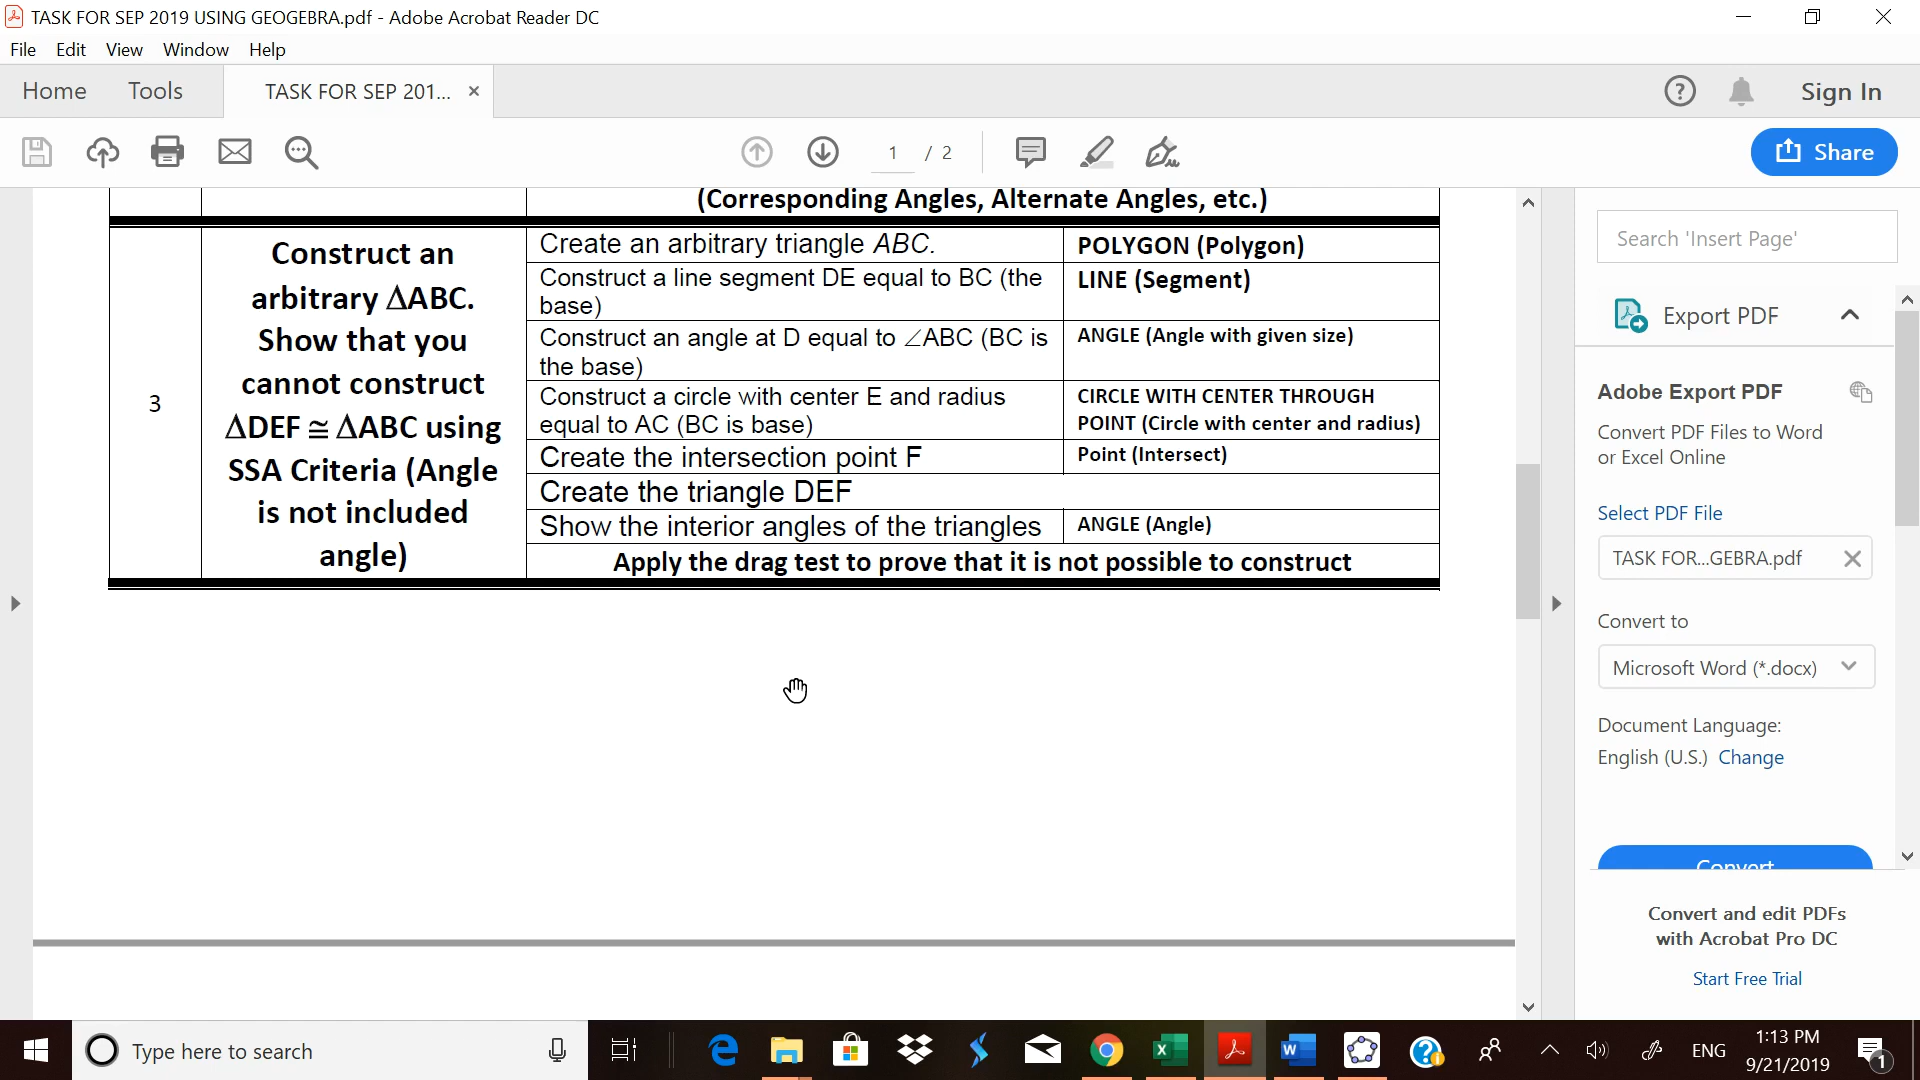 TASK FOR SEP 2019 USING GEOGEBRA.pdf - Adobe Acrobat Reader DC
File Edit View Window Help
Home Tools TASK FOR SEP 201... × Sign In
1 / 2 Share
(Corresponding Angles, Alternate Angles, etc.)
3
Construct an
arbitrary ΔABC.
Show that you
cannot construct
ΔDEF ≅ ΔABC using
SSA Criteria (Angle
is not included
angle)
Create an arbitrary triangle ABC.
POLYGON (Polygon)
Construct a line segment DE equal to BC (the
base)
LINE (Segment)
Construct an angle at D equal to ∠ABC (BC is
the base)
ANGLE (Angle with given size)
Construct a circle with center E and radius
equal to AC (BC is base)
CIRCLE WITH CENTER THROUGH
POINT (Circle with center and radius)
Create the intersection point F
Point (Intersect)
Create the triangle DEF
Show the interior angles of the triangles
ANGLE (Angle)
Apply the drag test to prove that it is not possible to construct
Search 'Insert Page'
Export PDF
Adobe Export PDF
Convert PDF Files to Word
or Excel Online
Select PDF File
TASK FOR...GEBRA.pdf
Convert to
Microsoft Word (*.docx)
Document Language:
English (U.S.) Change
Convert
Convert and edit PDFs
with Acrobat Pro DC
Start Free Trial
Type here to search
ENG
1:13 PM
9/21/2019
1